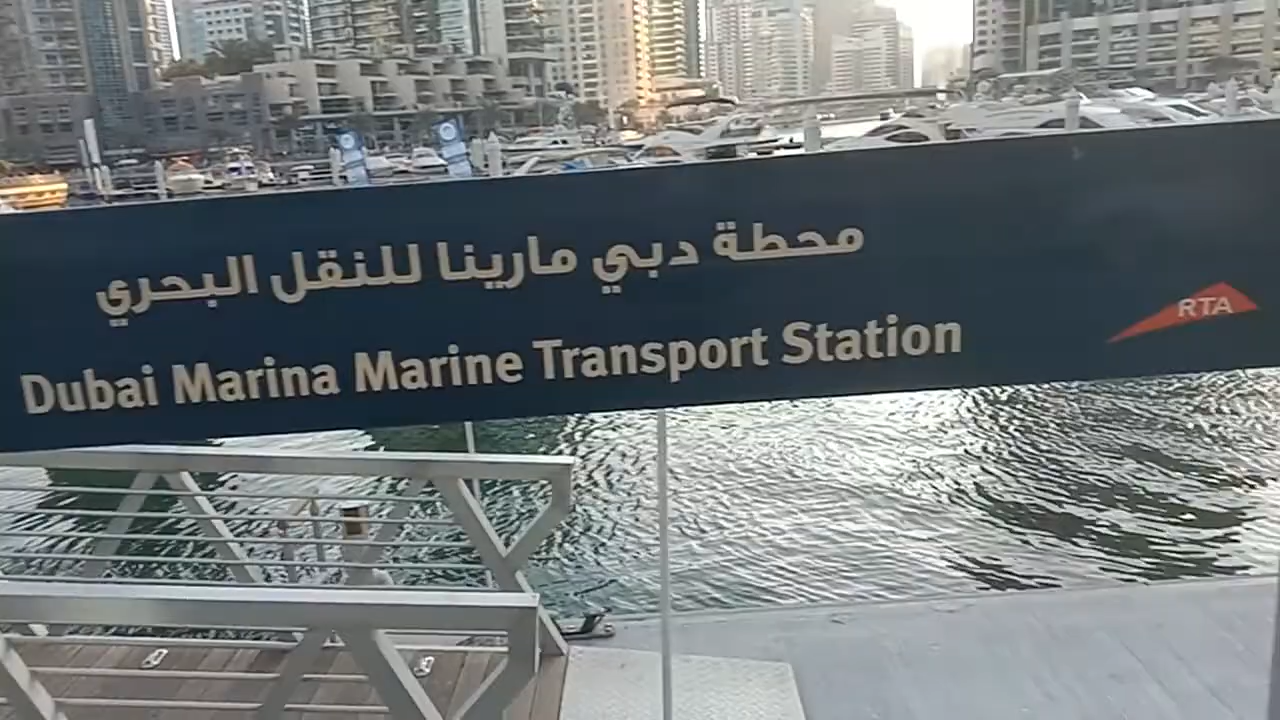 محطة دبي مارينا للنقل البحري
Dubai Marina Marine Transport Station
RTA